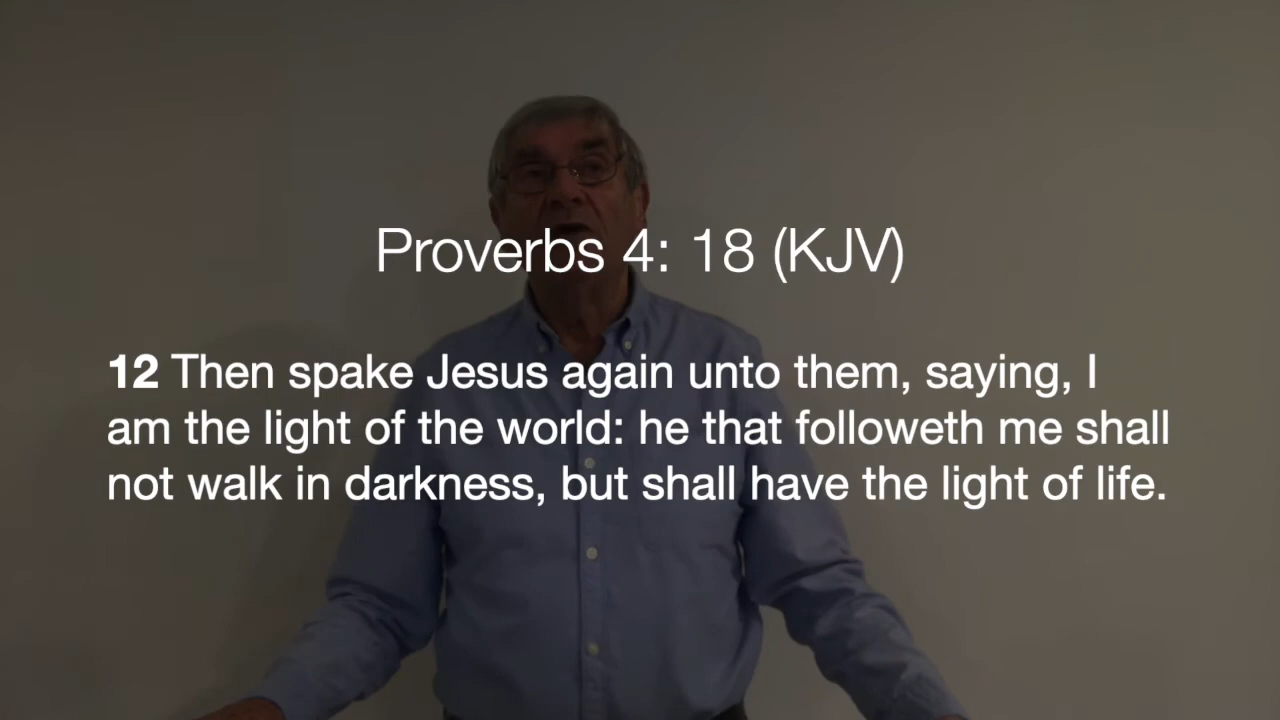 Proverbs 4: 18 (KJV)
12 Then spake Jesus again unto them, saying, I
am the light of the world: he that followeth me shall
not walk in darkness, but shall have the light of life.